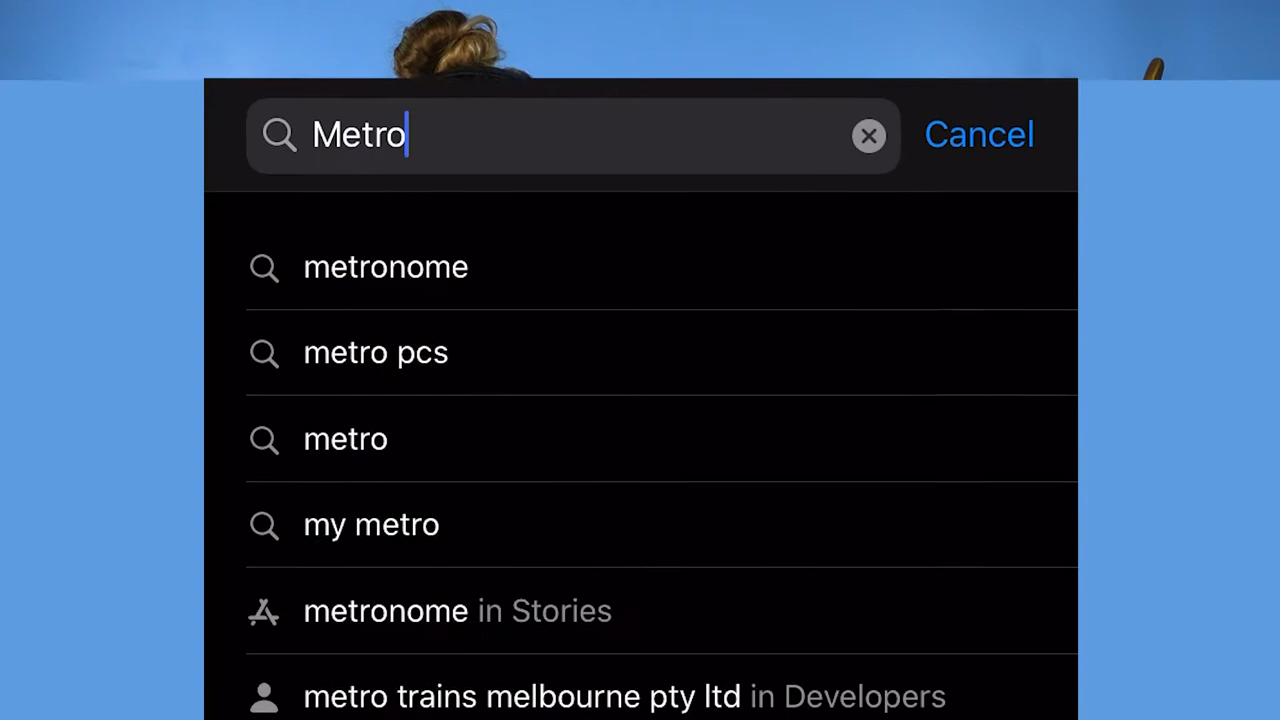 Metro
Cancel
metronome
metro pcs
metro
my metro
metronome in Stories
metro trains melbourne pty ltd in Developers